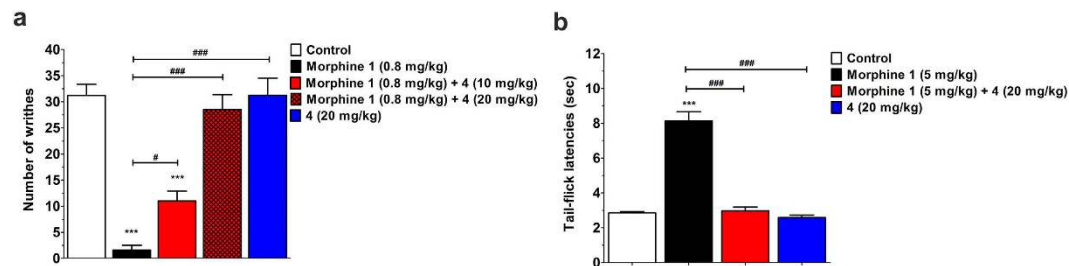 a
Number of writhes
40
35
30
25
20
15
10
5
0
***
#
***
###
###
Control
Morphine 1 (0.8 mg/kg)
Morphine 1 (0.8 mg/kg) + 4 (10 mg/kg)
Morphine 1 (0.8 mg/kg) + 4 (20 mg/kg)
4 (20 mg/kg)
b
Tail-flick latencies (sec)
12
10
8
6
4
2
0
***
###
###
Control
Morphine 1 (5 mg/kg)
Morphine 1 (5 mg/kg) + 4 (20 mg/kg)
4 (20 mg/kg)